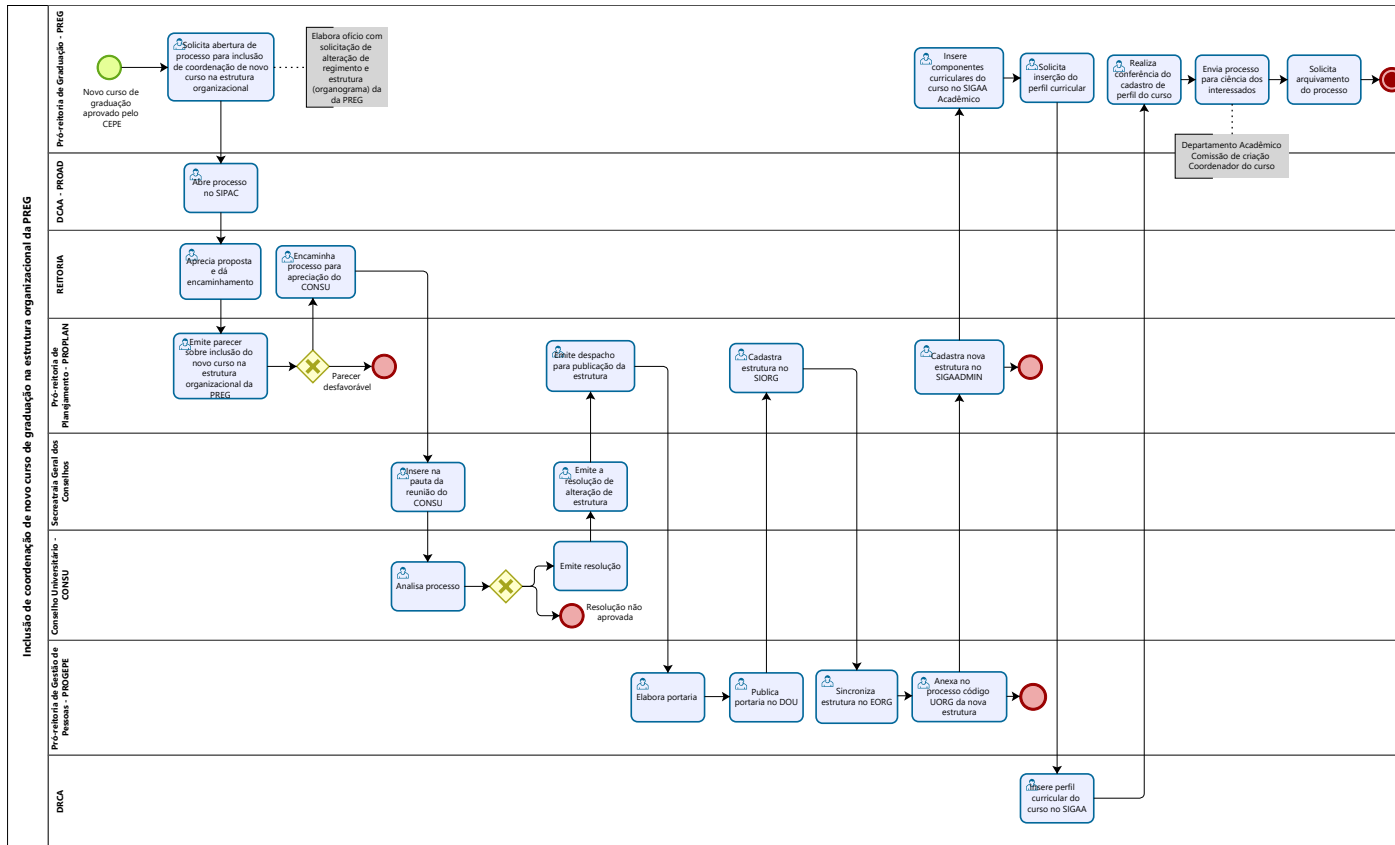 Inclusão de coordenação de novo curso de graduação na estrutura organizacional da PREG
Pró-reitoria de Graduação - PREG
Novo curso de
graduação
aprovado pelo
CEPE
Solicita abertura de
processo para inclusão
de coordenação de novo
curso na estrutura
organizacional
Elabora ofício com
solicitação de
alteração de
regimento e
estrutura
(organograma) da
da PREG
Insere
componentes
curriculares do
curso no SIGAA
Acadêmico
Solicita
inserção do
perfil curricular
Realiza
conferência do
cadastro de
perfil do curso
Envia processo
para ciência dos
interessados
Solicita
arquivamento
do processo
Departamento Acadêmico
Comissão de criação
Coordenador do curso
DCAA - PROAD
Abre processo
no SIPAC
REITORIA
Aprecia proposta
e dá
encaminhamento
Encaminha
processo para
apreciação do
CONSU
Pró-reitoria de
Planejamento - PROPLAN
Emite parecer
sobre inclusão do
novo curso na
estrutura
organizacional da
PREG
Parecer
desfavorável
Emite despacho
para publicação da
estrutura
Cadastra
estrutura no
SIORG
Cadastra nova
estrutura no
SIGAADMIN
Secreatraia Geral dos
Conselhos
Insere na
pauta da
reunião do
CONSU
Emite a
resolução de
alteração de
estrutura
Conselho Universitário -
CONSU
Analisa processo
Emite resolução
Resolução não
aprovada
Pró-reitoria de Gestão de
Pessoas - PROGEPE
Elabora portaria
Publica
portaria no DOU
Sincroniza
estrutura no EORG
Anexa no
processo código
UORG da nova
estrutura
DRCA
Insere perfil
curricular do
curso no SIGAA